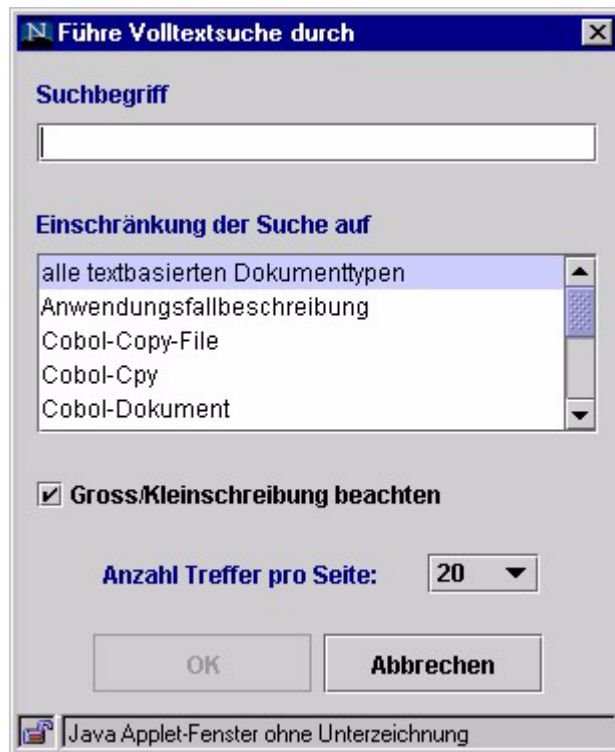 N Führe Volltextsuche durch
Suchbegriff
Einschränkung der Suche auf
alle textbasierten Dokumenttypen
Anwendungsfallbeschreibung
Cobol-Copy-File
Cobol-Cpy
Cobol-Dokument
Gross/Kleinschreibung beachten
Anzahl Treffer pro Seite: 20
OK Abbrechen
Java Applet-Fenster ohne Unterzeichnung